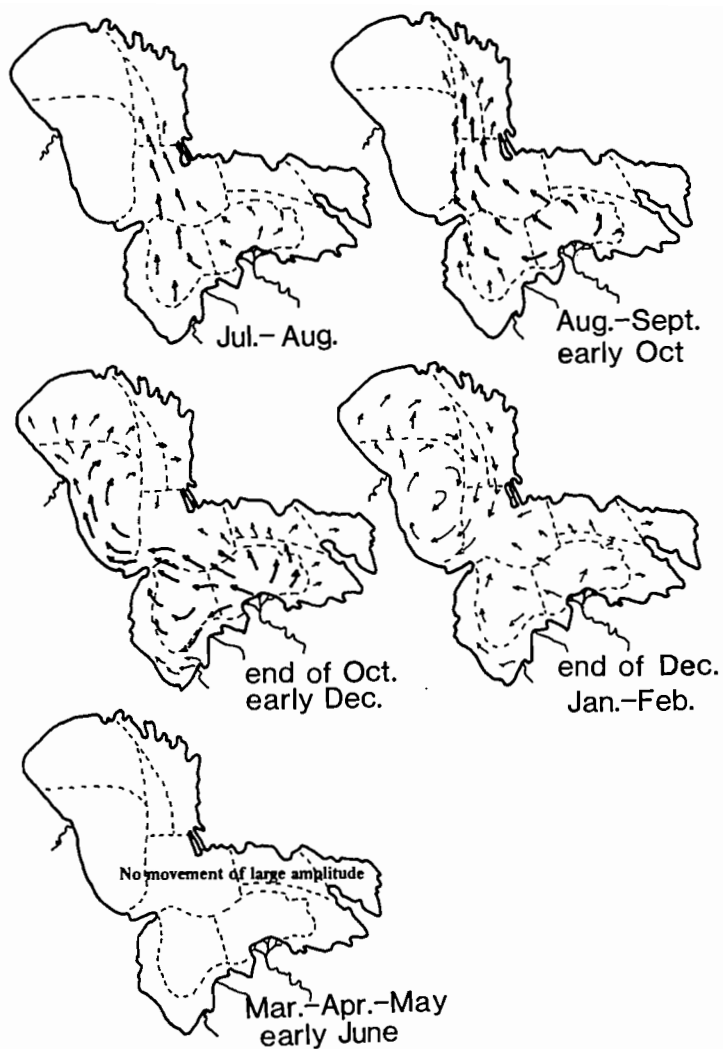 Jul.-Aug.
Aug.-Sept.
early Oct
end of Oct.
early Dec.
end of Dec.
Jan.-Feb.
No movement of large amplitude
Mar.-Apr.-May
early June